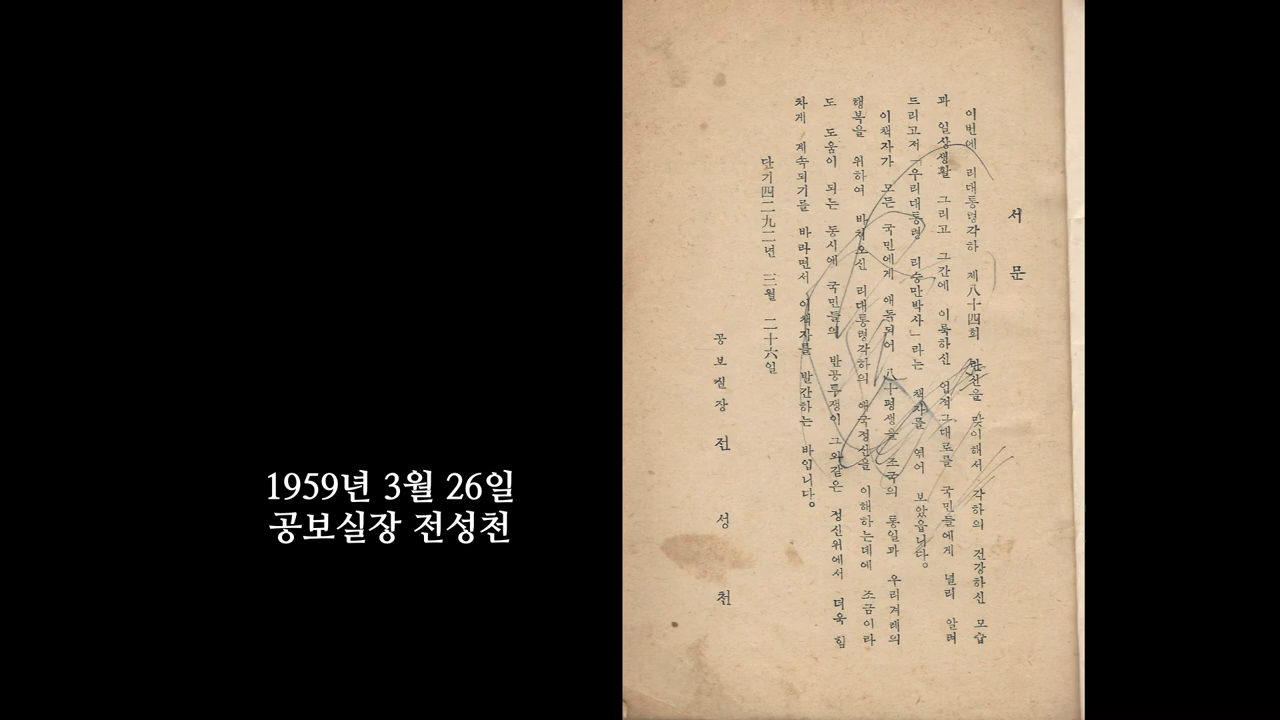 1959년 3월 26일
공보실장 전성천
서 문
이번에 리대통령각하 제八十四회 탄신을 맞이해서 각하의 건강하신 모습
과 일상생활 그리고 그간에 이룩하신 업적그대로를 국민들에게 널리 알려
드리고저 「우리대통령 리승만박사」라는 책자를 엮어 보았읍니다。
이책자가 모든 국민에게 애독되어 八十평생을 조국의 통일과 우리겨레의
행복을 위하여 바치오신 리대통령각하의 애국정신을 이해하는데에 조금이라
도 도움이 되는 동시에 국민들의 반공투쟁이 그와같은 정신위에서 더욱 힘
차게 계속되기를 바라면서 이책자를 발간하는 바입니다。
단기四二九二년 三월 二十六일
공보실장 전 성 천